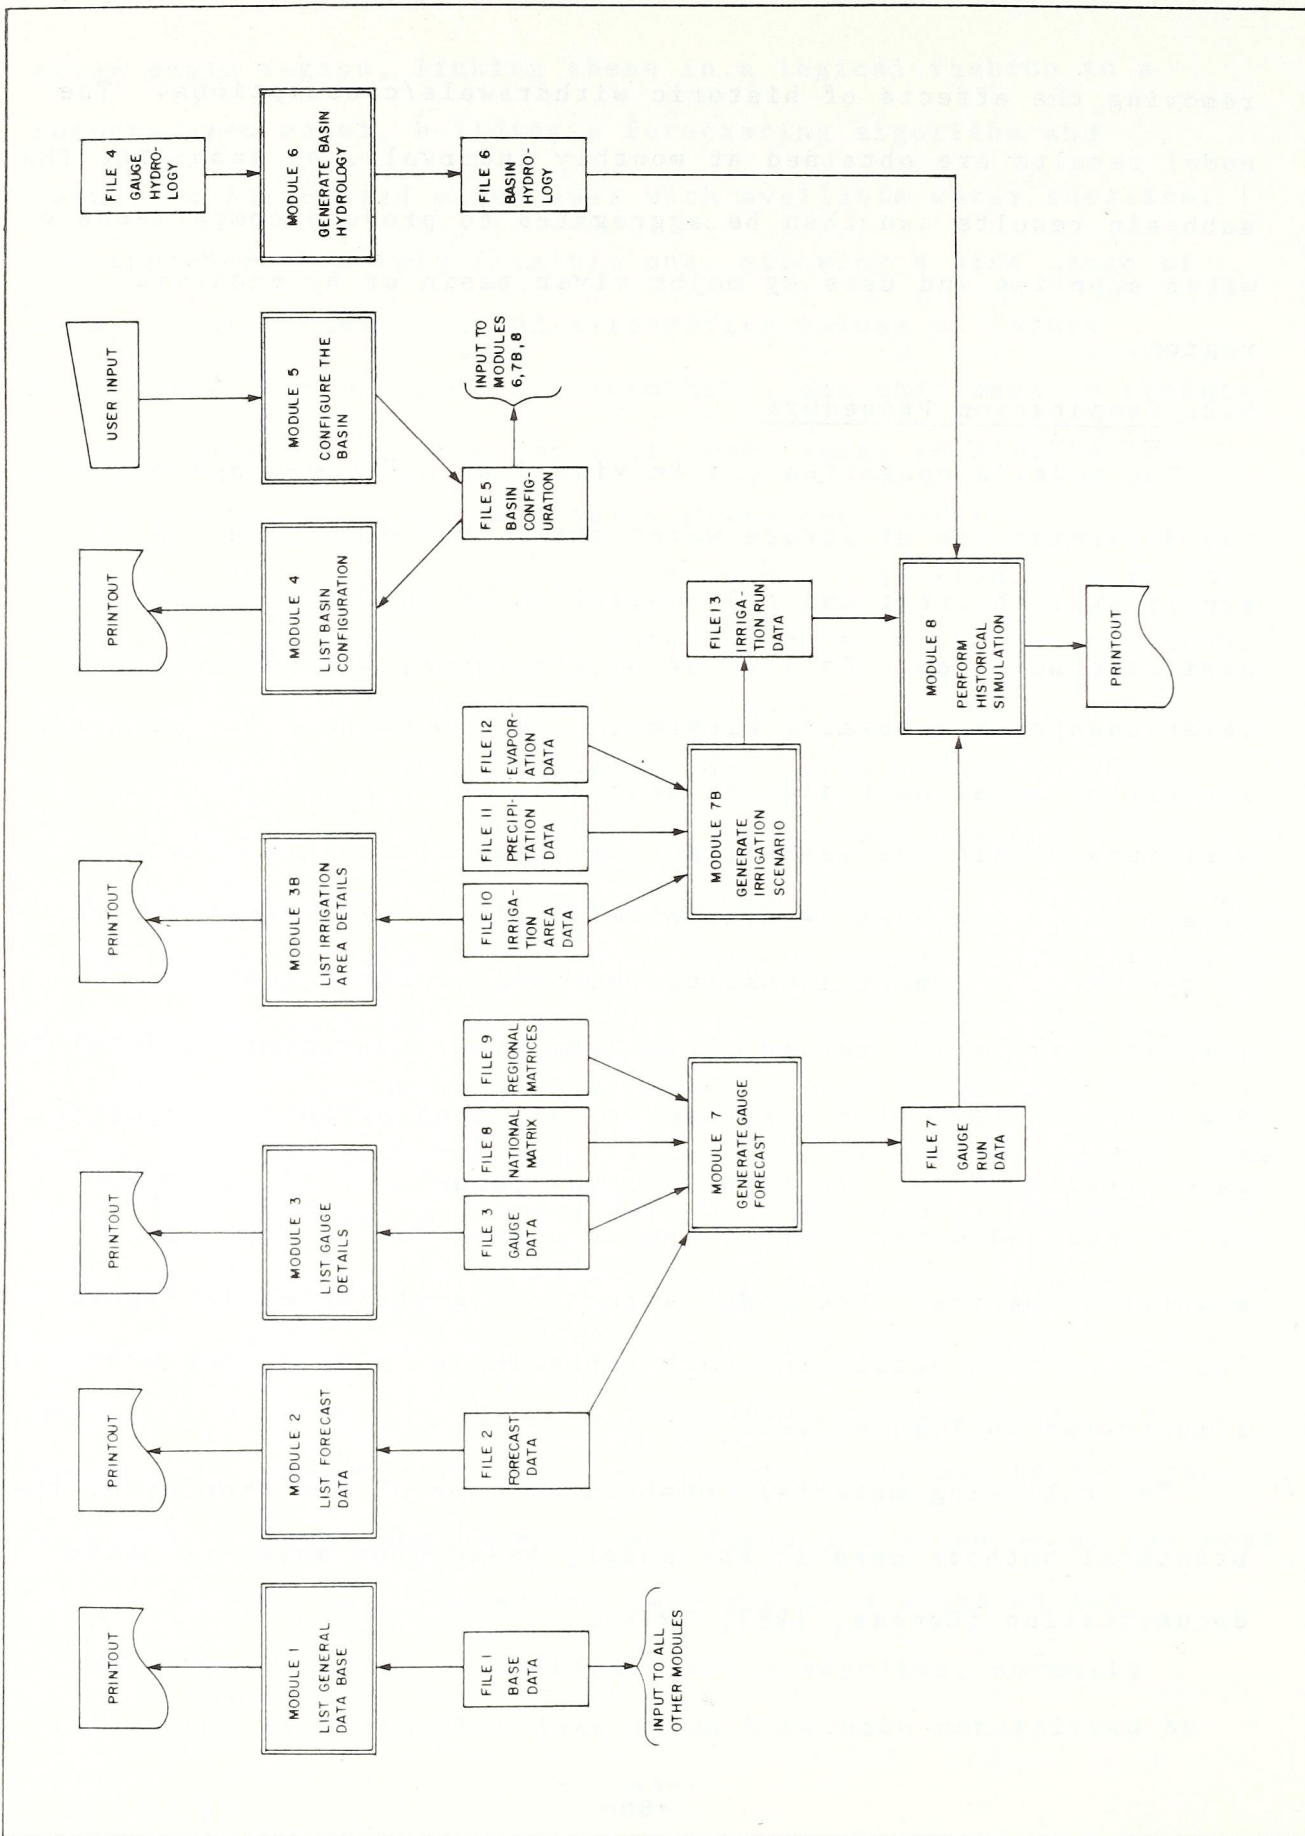 PRINTOUT
PRINTOUT
PRINTOUT
PRINTOUT
PRINTOUT
USER INPUT
FILE 4
GAUGE
HYDRO-
LOGY
MODULE 1
LIST GENERAL
DATA BASE
MODULE 2
LIST FORECAST
DATA
MODULE 3
LIST GAUGE
DETAILS
MODULE 3B
LIST IRRIGATION
AREA DETAILS
MODULE 4
LIST BASIN
CONFIGURATION
MODULE 5
CONFIGURE THE
BASIN
MODULE 6
GENERATE BASIN
HYDROLOGY
FILE 1
BASE
DATA
FILE 2
FORECAST
DATA
FILE 3
GAUGE
DATA
FILE 8
NATIONAL
MATRIX
FILE 9
REGIONAL
MATRICES
FILE 10
IRRIGA-
TION
AREA
DATA
FILE 11
PRECIPI-
TATION
DATA
FILE 12
EVAPOR-
ATION
DATA
FILE 5
BASIN
CONFIG-
URATION
FILE 6
BASIN
HYDRO-
LOGY
INPUT TO
MODULES
6,7B,8
INPUT TO ALL
OTHER MODULES
MODULE 7
GENERATE GAUGE
FORECAST
MODULE 7B
GENERATE
IRRIGATION
SCENARIO
FILE 13
IRRIGA-
TION RUN
DATA
FILE 7
GAUGE
RUN
DATA
MODULE 8
PERFORM
HISTORICAL
SIMULATION
PRINTOUT